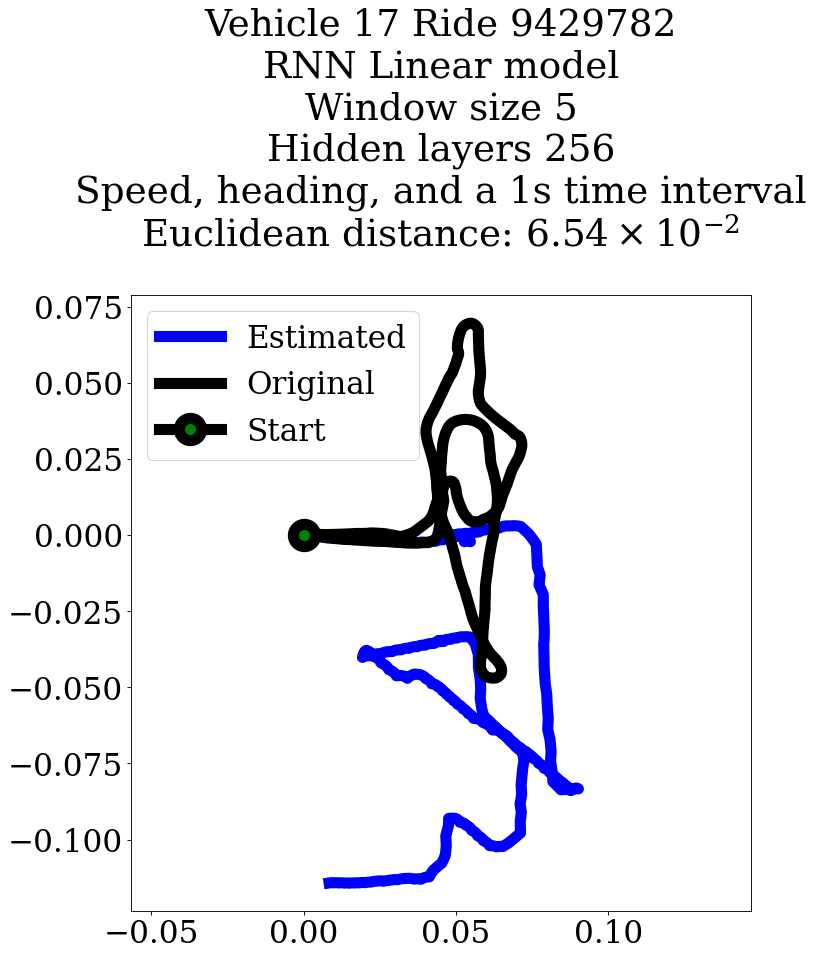 Vehicle 17 Ride 9429782
RNN Linear model
Window size 5
Hidden layers 256
Speed, heading, and a 1s time interval
Euclidean distance: 6.54 × 10⁻²
Estimated
Original
Start
0.075
0.050
0.025
0.000
−0.025
−0.050
−0.075
−0.100
−0.05 0.00 0.05 0.10